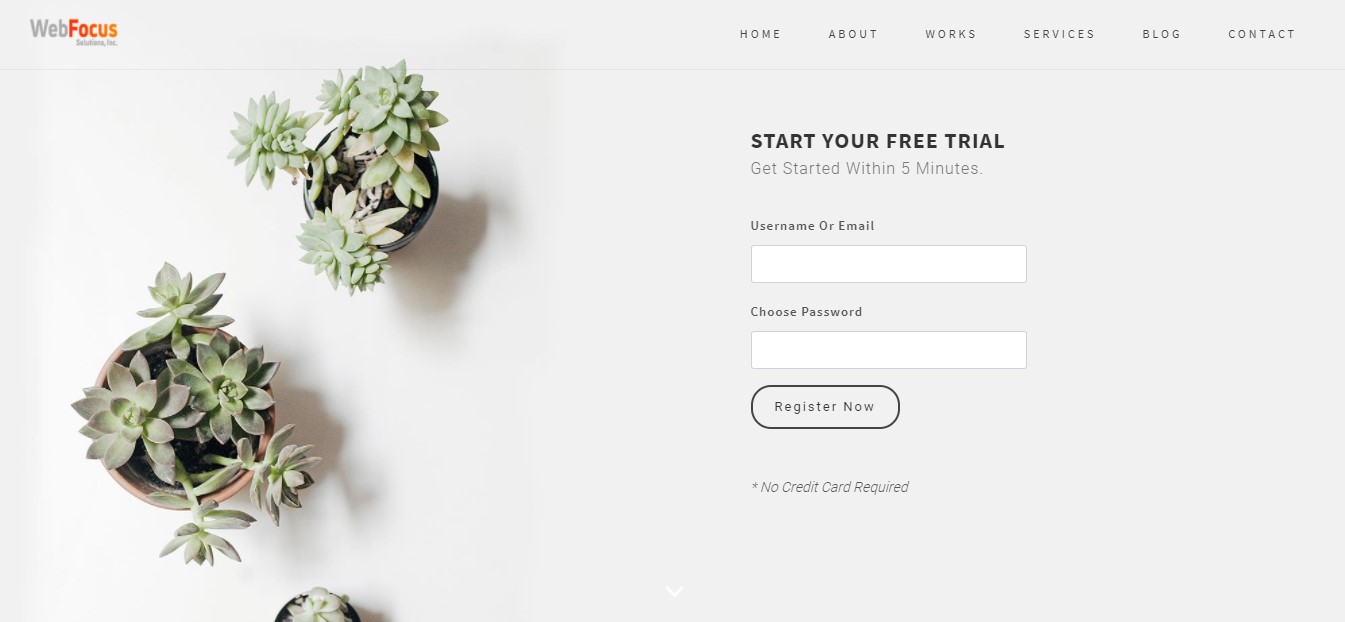 WebFocus
Solutions, Inc.
HOME ABOUT WORKS SERVICES BLOG CONTACT
START YOUR FREE TRIAL
Get Started Within 5 Minutes.
Username Or Email
Choose Password
Register Now
* No Credit Card Required